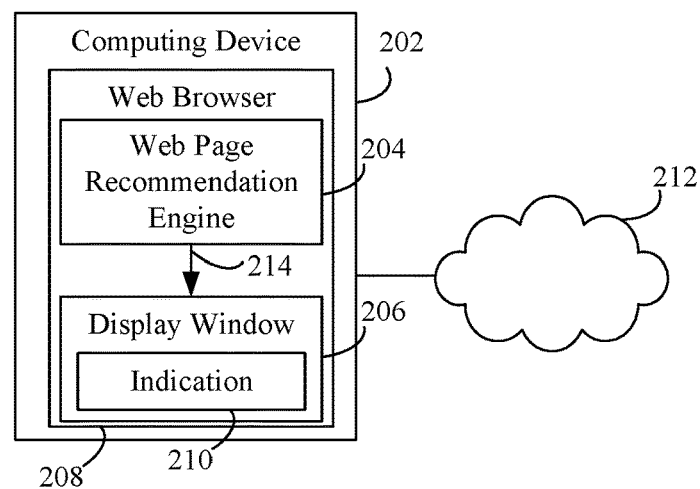 Computing Device
202
Web Browser
Web Page
Recommendation
Engine
204
212
214
206
Display Window
Indication
208
210